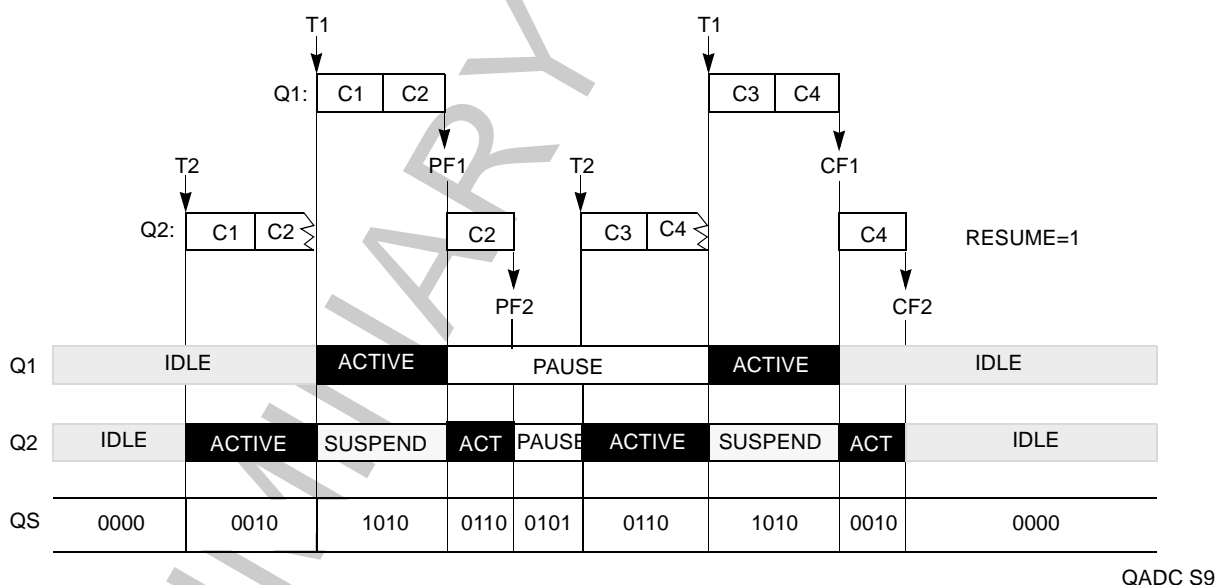 T1 T1
Q1: C1 C2 C3 C4
T2 PF1 T2 CF1
Q2: C1 C2 C2 C3 C4 C4 RESUME=1
PF2 CF2
Q1 IDLE ACTIVE PAUSE ACTIVE IDLE
Q2 IDLE ACTIVE SUSPEND ACT PAUSE ACTIVE SUSPEND ACT IDLE
QS 0000 0010 1010 0110 0101 0110 1010 0010 0000
QADC S9
MINARY